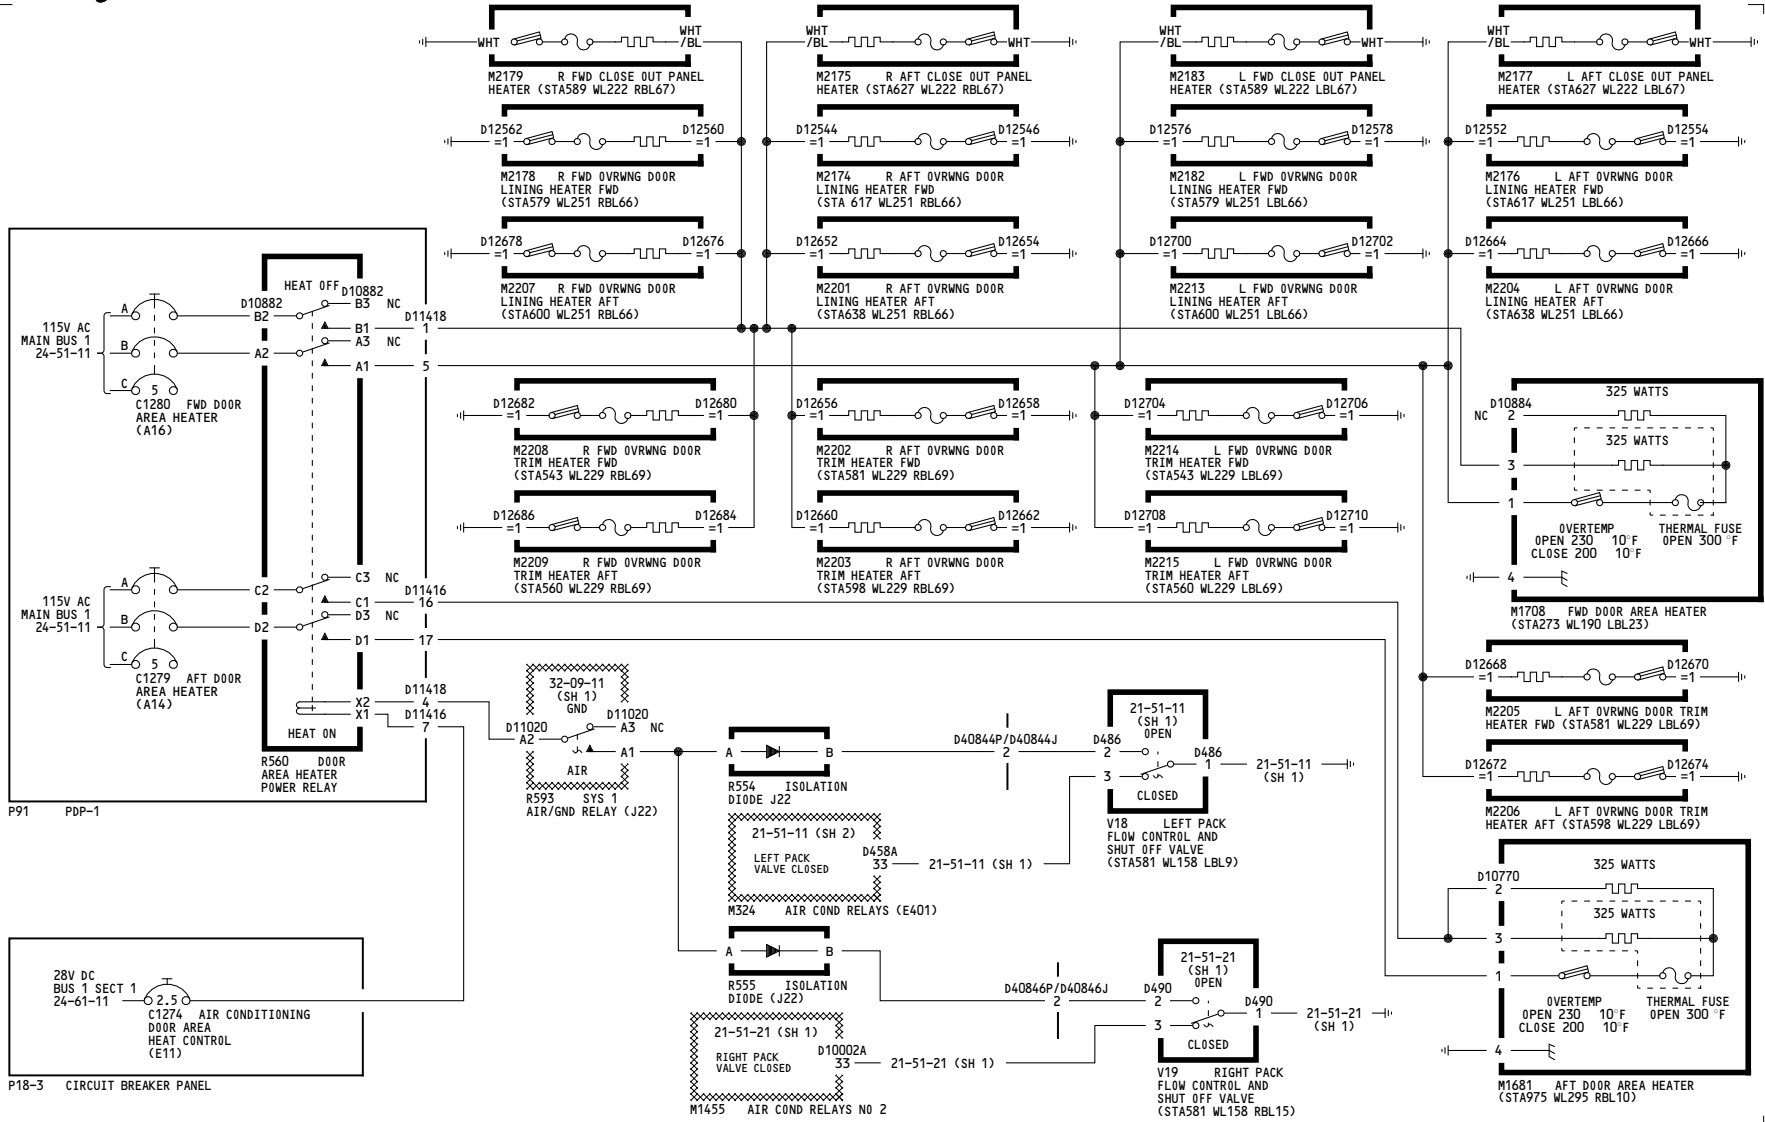 WHT
WHT
/BL
M2179 R FWD CLOSE OUT PANEL
HEATER (STA589 WL222 RBL67)
WHT
/BL
WHT
M2175 R AFT CLOSE OUT PANEL
HEATER (STA627 WL222 RBL67)
WHT
/BL
WHT
M2183 L FWD CLOSE OUT PANEL
HEATER (STA589 WL222 LBL67)
WHT
/BL
WHT
M2177 L AFT CLOSE OUT PANEL
HEATER (STA627 WL222 LBL67)
D12562
=1
D12560
=1
M2178 R FWD OVRWNG DOOR
LINING HEATER FWD
(STA579 WL251 RBL66)
D12544
=1
D12546
=1
M2174 R AFT OVRWNG DOOR
LINING HEATER FWD
(STA 617 WL251 RBL66)
D12576
=1
D12578
=1
M2182 L FWD OVRWNG DOOR
LINING HEATER FWD
(STA579 WL251 LBL66)
D12552
=1
D12554
=1
M2176 L AFT OVRWNG DOOR
LINING HEATER FWD
(STA617 WL251 LBL66)
D12678
=1
D12676
=1
M2207 R FWD OVRWNG DOOR
LINING HEATER AFT
(STA600 WL251 RBL66)
D12652
=1
D12654
=1
M2201 R AFT OVRWNG DOOR
LINING HEATER AFT
(STA638 WL251 RBL66)
D12700
=1
D12702
=1
M2213 L FWD OVRWNG DOOR
LINING HEATER AFT
(STA600 WL251 LBL66)
D12664
=1
D12666
=1
M2204 L AFT OVRWNG DOOR
LINING HEATER AFT
(STA638 WL251 LBL66)
115V AC
MAIN BUS 1
24-51-11
A
B
C
5
C1280 FWD DOOR
AREA HEATER
(A16)
HEAT OFF
D10882
B2
A2
D10882
B3 NC
B1
A3 NC
A1
D11418
1
5
D12682
=1
D12680
=1
M2208 R FWD OVRWNG DOOR
TRIM HEATER FWD
(STA543 WL229 RBL69)
D12656
=1
D12658
=1
M2202 R AFT OVRWNG DOOR
TRIM HEATER FWD
(STA581 WL229 RBL69)
D12704
=1
D12706
=1
M2214 L FWD OVRWNG DOOR
TRIM HEATER FWD
(STA543 WL229 LBL69)
D12686
=1
D12684
=1
M2209 R FWD OVRWNG DOOR
TRIM HEATER AFT
(STA560 WL229 RBL69)
D12660
=1
D12662
=1
M2203 R AFT OVRWNG DOOR
TRIM HEATER AFT
(STA598 WL229 RBL69)
D12708
=1
D12710
=1
M2215 L FWD OVRWNG DOOR
TRIM HEATER AFT
(STA560 WL229 LBL69)
D10884
NC 2
3
1
4
325 WATTS
325 WATTS
OVERTEMP
OPEN 230 10°F
CLOSE 200 10°F
THERMAL FUSE
OPEN 300 °F
M1708 FWD DOOR AREA HEATER
(STA273 WL190 LBL23)
115V AC
MAIN BUS 1
24-51-11
A
B
C
5
C1279 AFT DOOR
AREA HEATER
(A14)
C2
D2
C3 NC
C1
D3 NC
D1
D11416
16
17
X2
X1
D11418
4
D11416
7
HEAT ON
R560 DOOR
AREA HEATER
POWER RELAY
P91 PDP-1
32-09-11
(SH 1)
GND
D11020
A2
D11020
A3 NC
A1
AIR
R593 SYS 1
AIR/GND RELAY (J22)
A
B
R554 ISOLATION
DIODE J22
21-51-11 (SH 2)
LEFT PACK
VALVE CLOSED
D458A
33
21-51-11 (SH 1)
M324 AIR COND RELAYS (E401)
D40844P/D40844J
2
D486
2
3
21-51-11
(SH 1)
OPEN
CLOSED
D486
1
21-51-11
(SH 1)
V18 LEFT PACK
FLOW CONTROL AND
SHUT OFF VALVE
(STA581 WL158 LBL9)
D12668
=1
D12670
=1
M2205 L AFT OVRWNG DOOR TRIM
HEATER FWD (STA581 WL229 LBL69)
D12672
=1
D12674
=1
M2206 L AFT OVRWNG DOOR TRIM
HEATER AFT (STA598 WL229 LBL69)
A
B
R555 ISOLATION
DIODE (J22)
21-51-21 (SH 1)
RIGHT PACK
VALVE CLOSED
D10002A
33
21-51-21 (SH 1)
M1455 AIR COND RELAYS NO 2
D40846P/D40846J
2
D490
2
3
21-51-21
(SH 1)
OPEN
CLOSED
D490
1
21-51-21
(SH 1)
V19 RIGHT PACK
FLOW CONTROL AND
SHUT OFF VALVE
(STA581 WL158 RBL15)
D10770
2
3
1
4
325 WATTS
325 WATTS
OVERTEMP
OPEN 230 10°F
CLOSE 200 10°F
THERMAL FUSE
OPEN 300 °F
M1681 AFT DOOR AREA HEATER
(STA975 WL295 RBL10)
28V DC
BUS 1 SECT 1
24-61-11
2.5
C1274 AIR CONDITIONING
DOOR AREA
HEAT CONTROL
(E11)
P18-3 CIRCUIT BREAKER PANEL